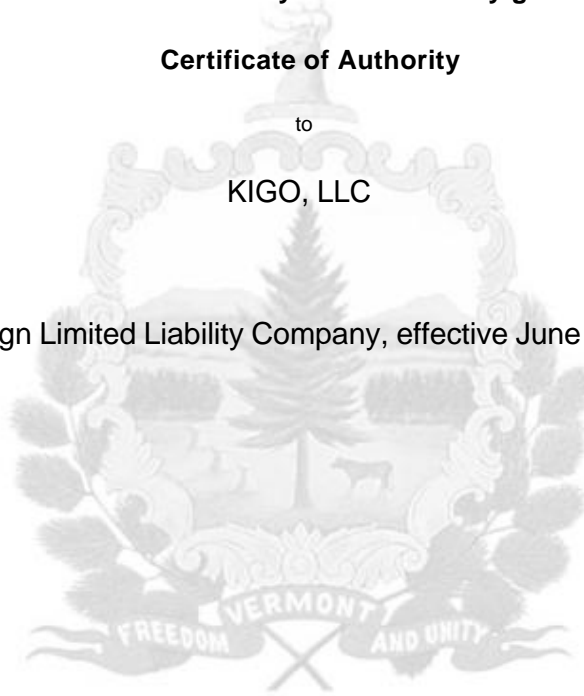 Certificate of Authority
to
KIGO, LLC
gn Limited Liability Company, effective June
VERMONT
FREEDOM AND UNITY